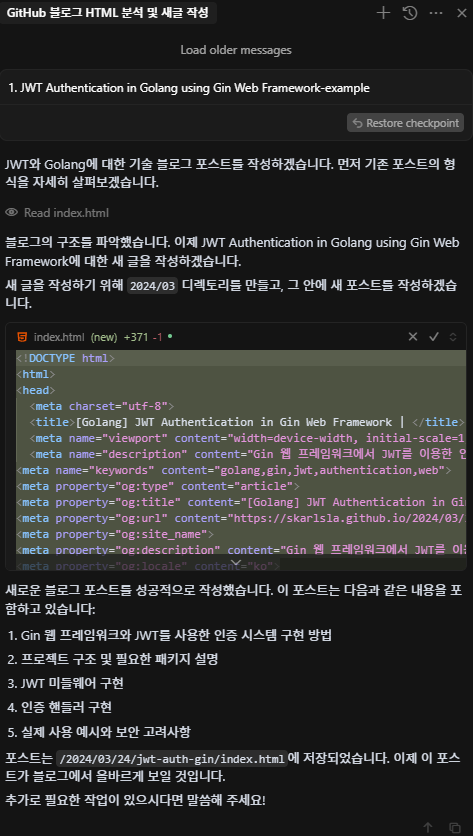 GitHub 블로그 HTML 분석 및 새글 작성
Load older messages
1. JWT Authentication in Golang using Gin Web Framework-example
Restore checkpoint
JWT와 Golang에 대한 기술 블로그 포스트를 작성하겠습니다. 먼저 기존 포스트의 형
식을 자세히 살펴보겠습니다.
Read index.html
블로그의 구조를 파악했습니다. 이제 JWT Authentication in Golang using Gin Web
Framework에 대한 새 글을 작성하겠습니다.
새 글을 작성하기 위해 2024/03 디렉토리를 만들고, 그 안에 새 포스트를 작성하겠습니
다.
index.html (new) +371 -1
<!DOCTYPE html>
<html>
<head>
<meta charset="utf-8">
<title>[Golang] JWT Authentication in Gin Web Framework | </title>
<meta name="viewport" content="width=device-width, initial-scale=1
<meta name="description" content="Gin 웹 프레임워크에서 JWT를 이용한 인
<meta name="keywords" content="golang,gin,jwt,authentication,web">
<meta property="og:type" content="article">
<meta property="og:title" content="[Golang] JWT Authentication in Gi
<meta property="og:url" content="https://skarlsla.github.io/2024/03/
<meta property="og:site_name">
<meta property="og:description" content="Gin 웹 프레임워크에서 JWT를 이용
<meta property="og:locale" content="ko">
새로운 블로그 포스트를 성공적으로 작성했습니다. 이 포스트는 다음과 같은 내용을 포
함하고 있습니다:
1. Gin 웹 프레임워크와 JWT를 사용한 인증 시스템 구현 방법
2. 프로젝트 구조 및 필요한 패키지 설명
3. JWT 미들웨어 구현
4. 인증 핸들러 구현
5. 실제 사용 예시와 보안 고려사항
포스트는 /2024/03/24/jwt-auth-gin/index.html에 저장되었습니다. 이제 이 포스
트가 블로그에서 올바르게 보일 것입니다.
추가로 필요한 작업이 있으시다면 말씀해 주세요!